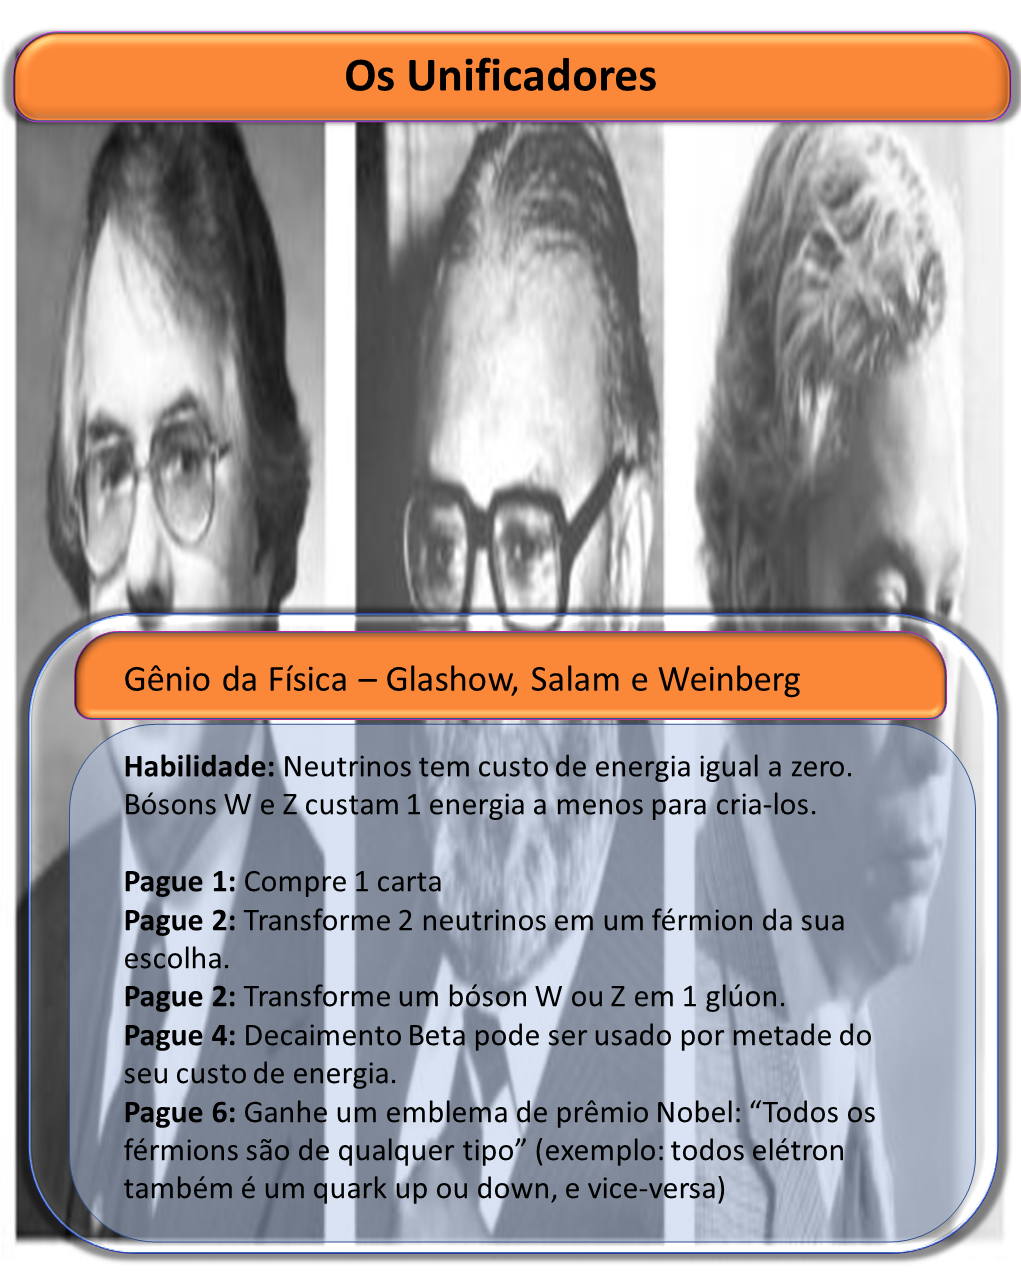 Os Unificadores
Gênio da Física – Glashow, Salam e Weinberg
Habilidade: Neutrinos tem custo de energia igual a zero.
Bósons W e Z custam 1 energia a menos para cria-los.
Pague 1: Compre 1 carta
Pague 2: Transforme 2 neutrinos em um férmion da sua
escolha.
Pague 2: Transforme um bóson W ou Z em 1 glúon.
Pague 4: Decaimento Beta pode ser usado por metade do
seu custo de energia.
Pague 6: Ganhe um emblema de prêmio Nobel: “Todos os
férmions são de qualquer tipo” (exemplo: todos elétron
também é um quark up ou down, e vice-versa)